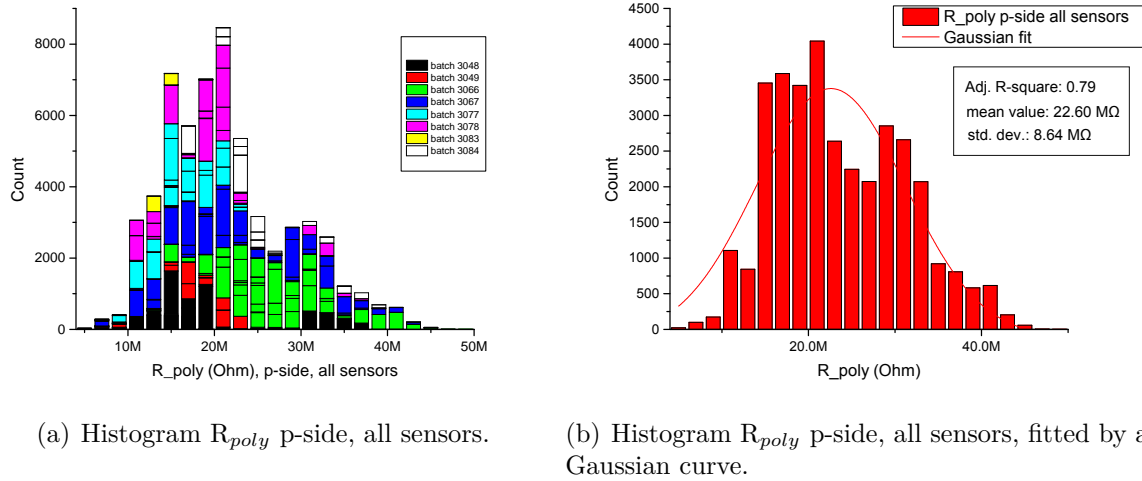 8000
6000
4000
2000
0
Count
10M 20M 30M 40M 50M
R_poly (Ohm), p-side, all sensors
batch 3048
batch 3049
batch 3066
batch 3067
batch 3077
batch 3078
batch 3083
batch 3084
(a) Histogram R_poly p-side, all sensors.
4500
4000
3500
3000
2500
2000
1500
1000
500
0
Count
20.0M 40.0M
R_poly (Ohm)
R_poly p-side all sensors
Gaussian fit
Adj. R-square: 0.79
mean value: 22.60 MΩ
std. dev.: 8.64 MΩ
(b) Histogram R_poly p-side, all sensors, fitted by a
Gaussian curve.